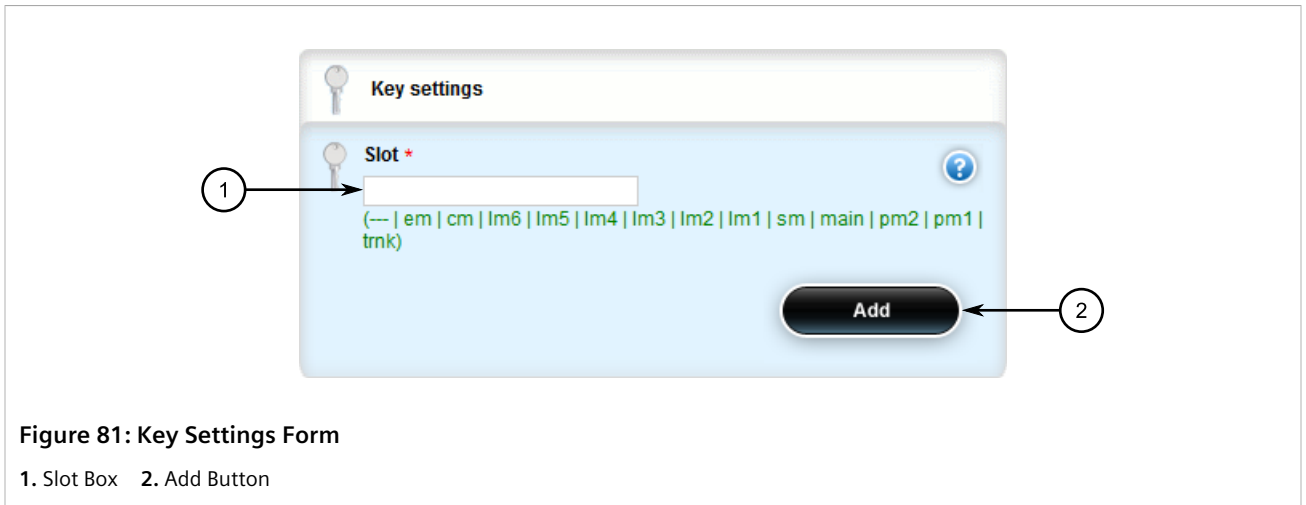 Key settings
Slot *
?
1
(--- | em | cm | lm6 | lm5 | lm4 | lm3 | lm2 | lm1 | sm | main | pm2 | pm1 |
trnk)
Add
2
Figure 81: Key Settings Form
1. Slot Box 2. Add Button